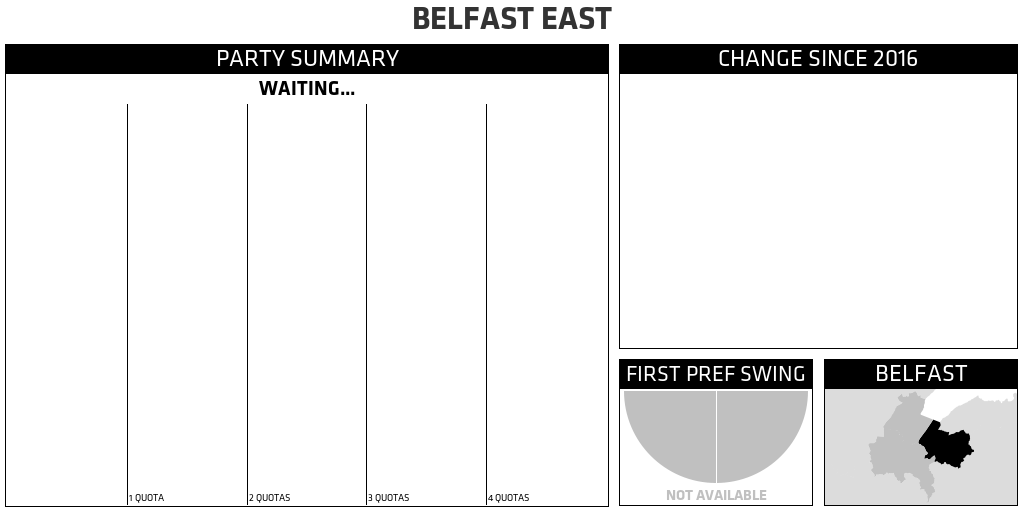 BELFAST EAST
PARTY SUMMARY
WAITING...
1 QUOTA
2 QUOTAS
3 QUOTAS
4 QUOTAS
CHANGE SINCE 2016
FIRST PREF SWING
NOT AVAILABLE
BELFAST